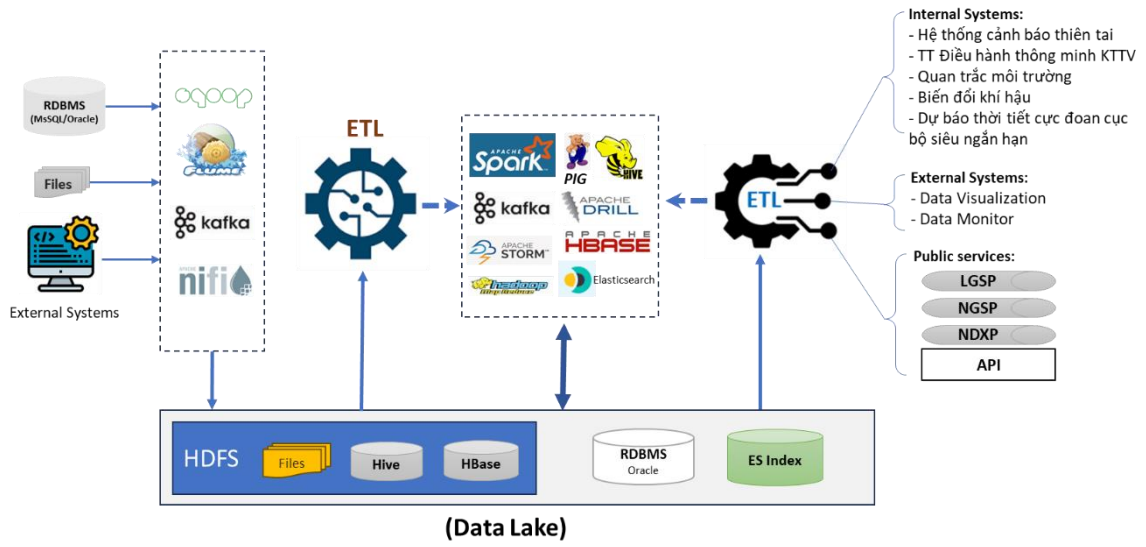 RDBMS
(MsSQL/Oracle)
Files
External Systems
sqoop
FLUME
kafka
APACHE
nifi
ETL
APACHE
Spark
PIG
HIVE
kafka
APACHE
DRILL
APACHE
STORM
APACHE
HBASE
hadoop
Map Reduce
Elasticsearch
ETL
Internal Systems:
- Hệ thống cảnh báo thiên tai
- TT Điều hành thông minh KTTV
- Quan trắc môi trường
- Biến đổi khí hậu
- Dự báo thời tiết cực đoan cục
bộ siêu ngắn hạn
External Systems:
- Data Visualization
- Data Monitor
Public services:
LGSP
NGSP
NDXP
API
HDFS
Files
Hive
HBase
RDBMS
Oracle
ES Index
(Data Lake)